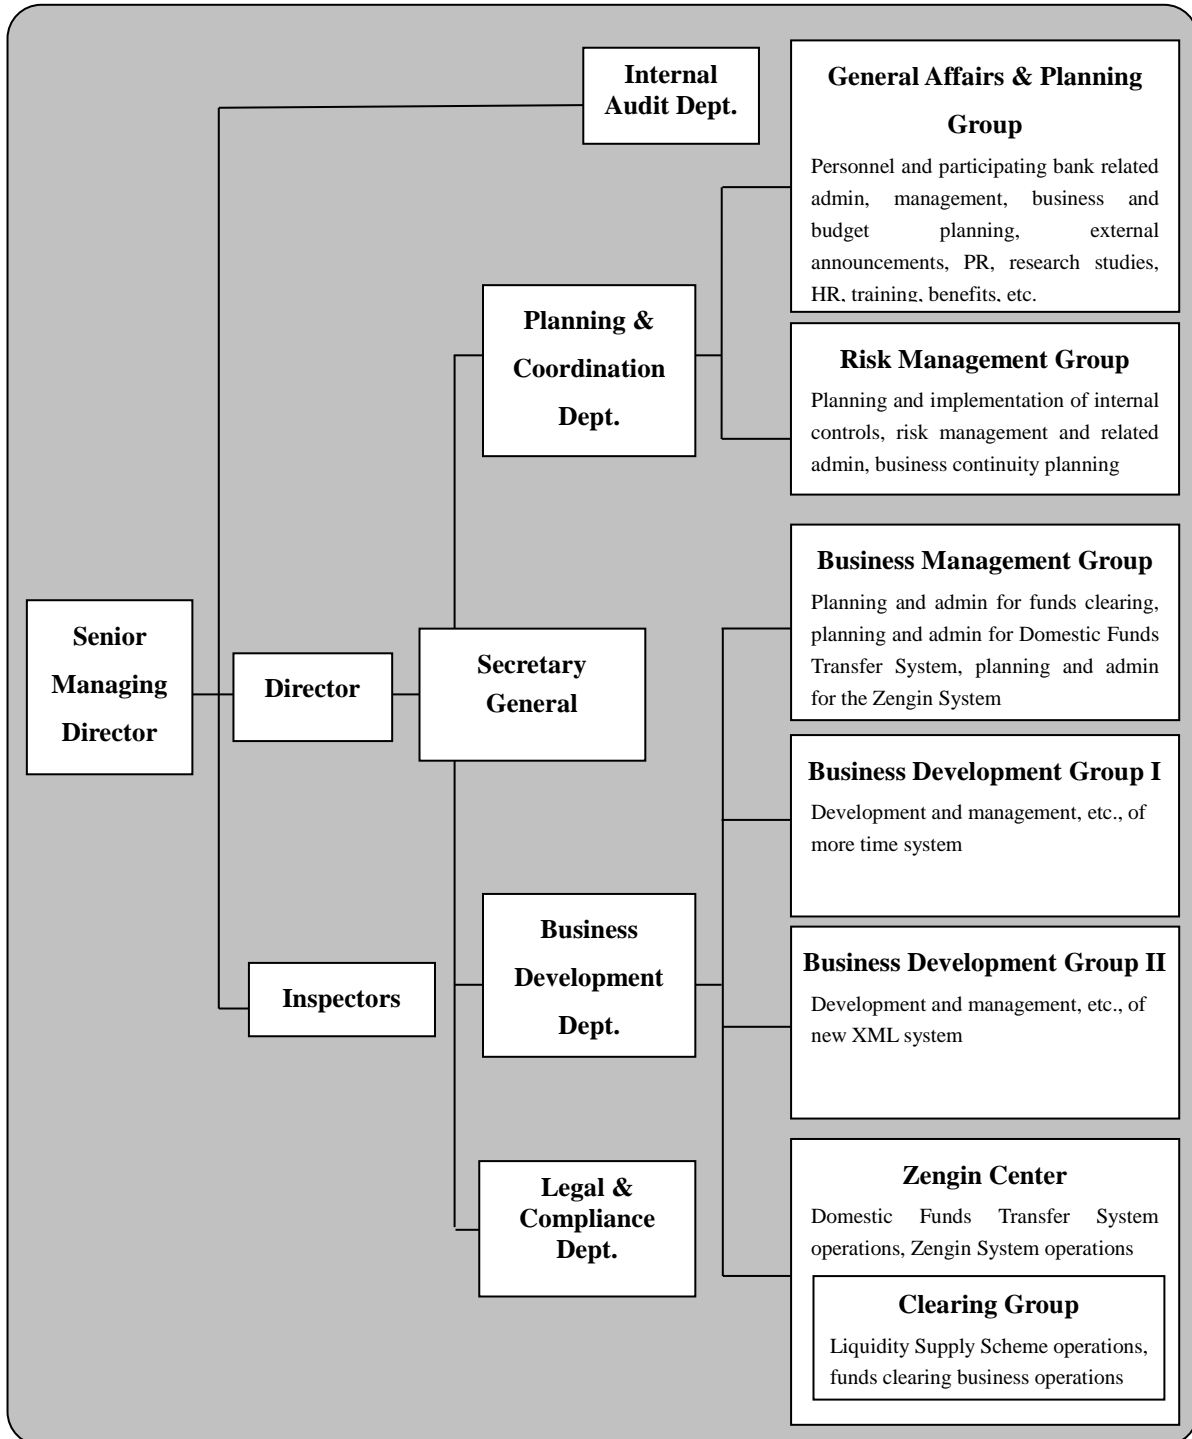 Internal
Audit Dept.
General Affairs & Planning
Group
Personnel and participating bank related
admin, management, business and
budget planning, external
announcements, PR, research studies,
HR, training, benefits, etc.
Planning &
Coordination
Dept.
Risk Management Group
Planning and implementation of internal
controls, risk management and related
admin, business continuity planning
Senior
Managing
Director
Director
Secretary
General
Business Management Group
Planning and admin for funds clearing,
planning and admin for Domestic Funds
Transfer System, planning and admin
for the Zengin System
Business Development Group I
Development and management, etc., of
more time system
Inspectors
Business
Development
Dept.
Business Development Group II
Development and management, etc., of
new XML system
Legal &
Compliance
Dept.
Zengin Center
Domestic Funds Transfer System
operations, Zengin System operations
Clearing Group
Liquidity Supply Scheme operations,
funds clearing business operations